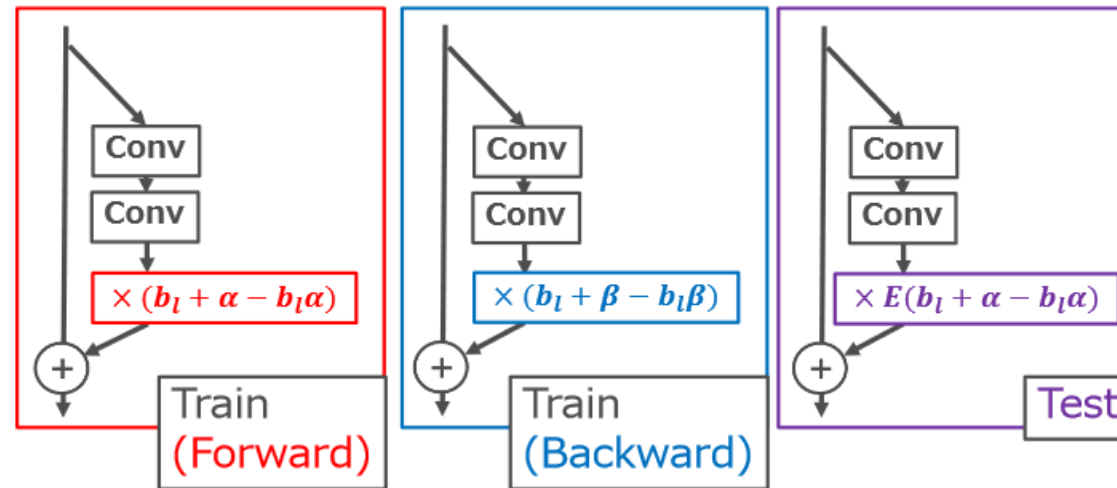 Conv
Conv
× (b_l + α − b_lα)
+
Train
(Forward)
Conv
Conv
× (b_l + β − b_lβ)
+
Train
(Backward)
Conv
Conv
× E(b_l + α − b_lα)
+
Test